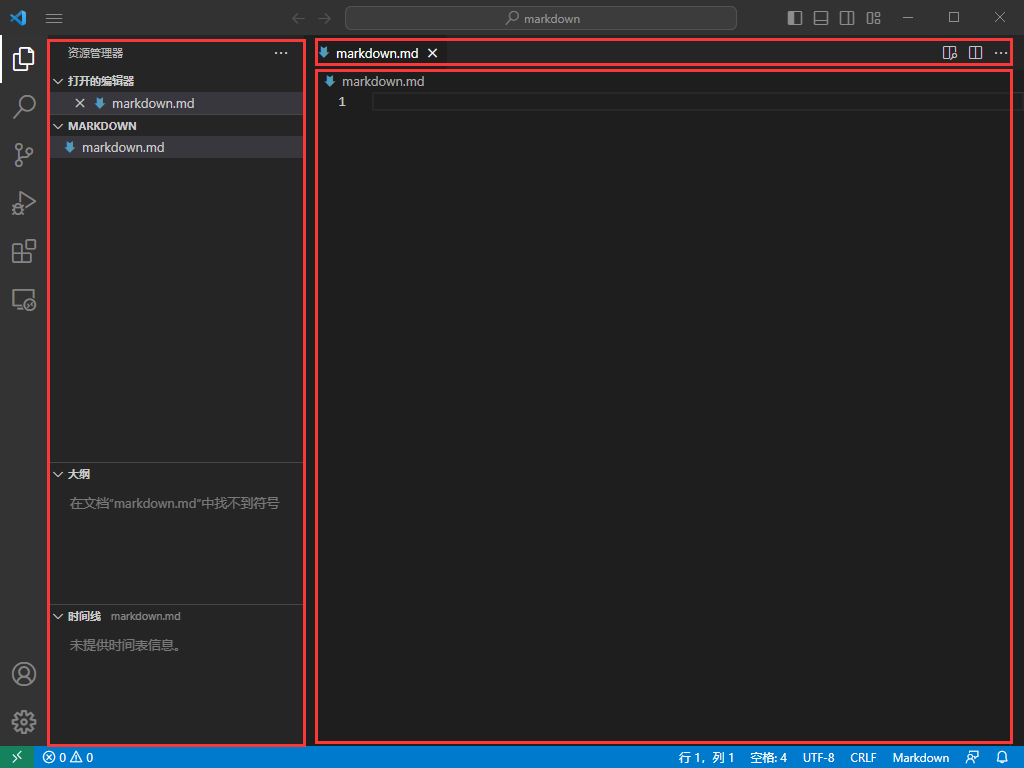 markdown
资源管理器
打开的编辑器
markdown.md
MARKDOWN
markdown.md
大纲
在文档“markdown.md”中找不到符号
时间线 markdown.md
未提供时间表信息。
markdown.md
markdown.md
1
0 0
行 1，列 1 空格: 4 UTF-8 CRLF Markdown